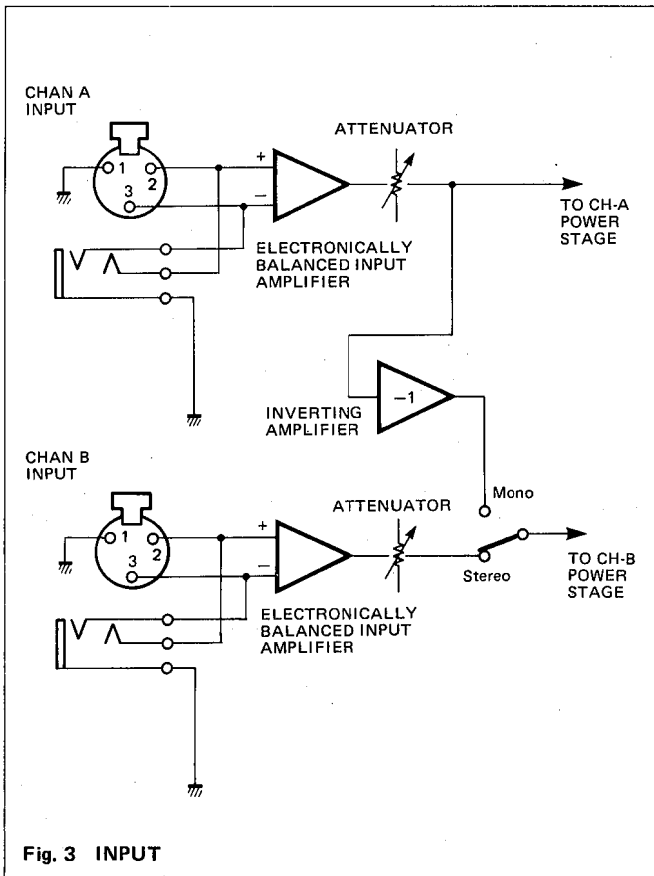 CHAN A
INPUT
1
2
3
+
−
ATTENUATOR
TO CH-A
POWER
STAGE
ELECTRONICALLY
BALANCED INPUT
AMPLIFIER
−1
INVERTING
AMPLIFIER
CHAN B
INPUT
1
2
3
+
−
ATTENUATOR
Mono
Stereo
TO CH-B
POWER
STAGE
ELECTRONICALLY
BALANCED INPUT
AMPLIFIER
Fig. 3 INPUT